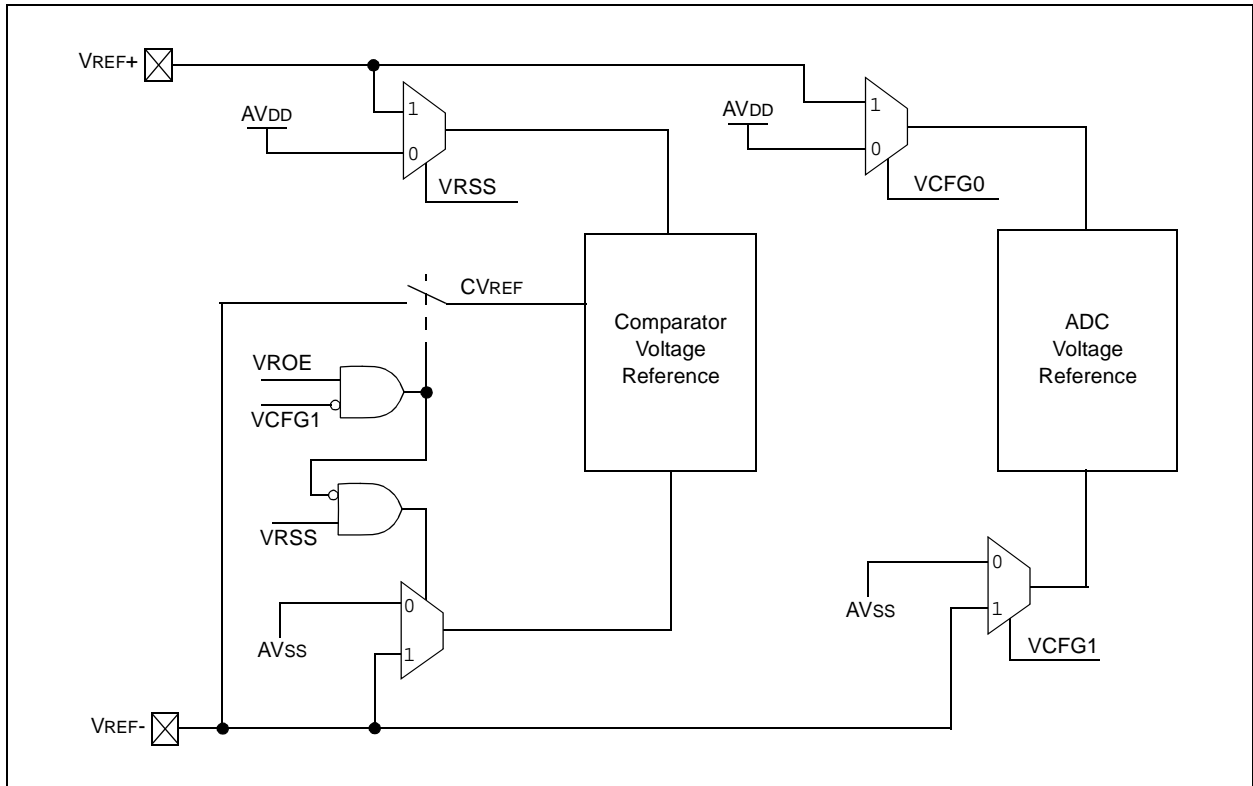 VREF+
AVDD
1
0
VRSS
AVDD
1
0
VCFG0
CVREF
Comparator
Voltage
Reference
ADC
Voltage
Reference
VROE
VCFG1
VRSS
AVSS
0
1
AVSS
0
1
VCFG1
VREF-